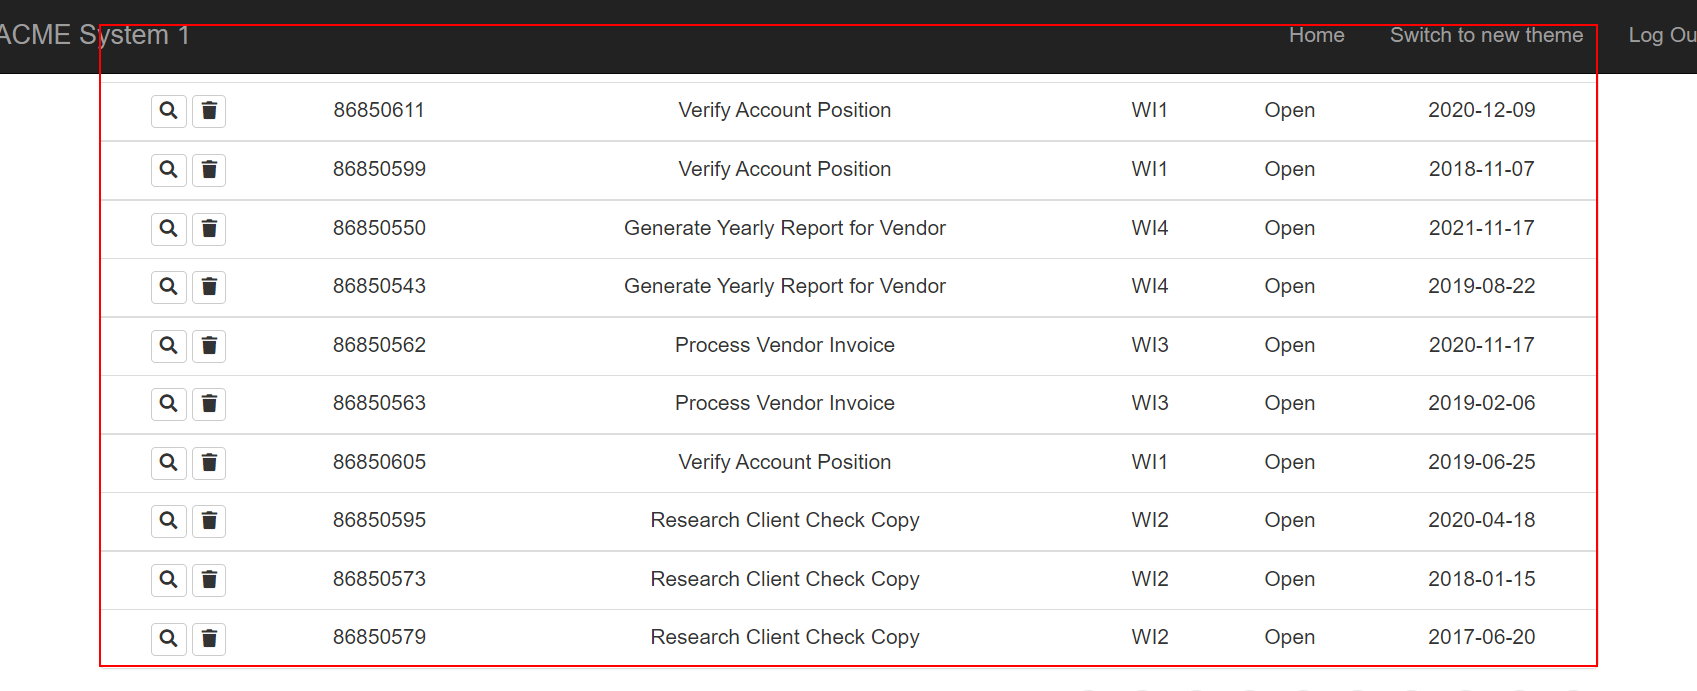 ACME System 1 Home Switch to new theme Log Ou
86850611 Verify Account Position WI1 Open 2020-12-09
86850599 Verify Account Position WI1 Open 2018-11-07
86850550 Generate Yearly Report for Vendor WI4 Open 2021-11-17
86850543 Generate Yearly Report for Vendor WI4 Open 2019-08-22
86850562 Process Vendor Invoice WI3 Open 2020-11-17
86850563 Process Vendor Invoice WI3 Open 2019-02-06
86850605 Verify Account Position WI1 Open 2019-06-25
86850595 Research Client Check Copy WI2 Open 2020-04-18
86850573 Research Client Check Copy WI2 Open 2018-01-15
86850579 Research Client Check Copy WI2 Open 2017-06-20